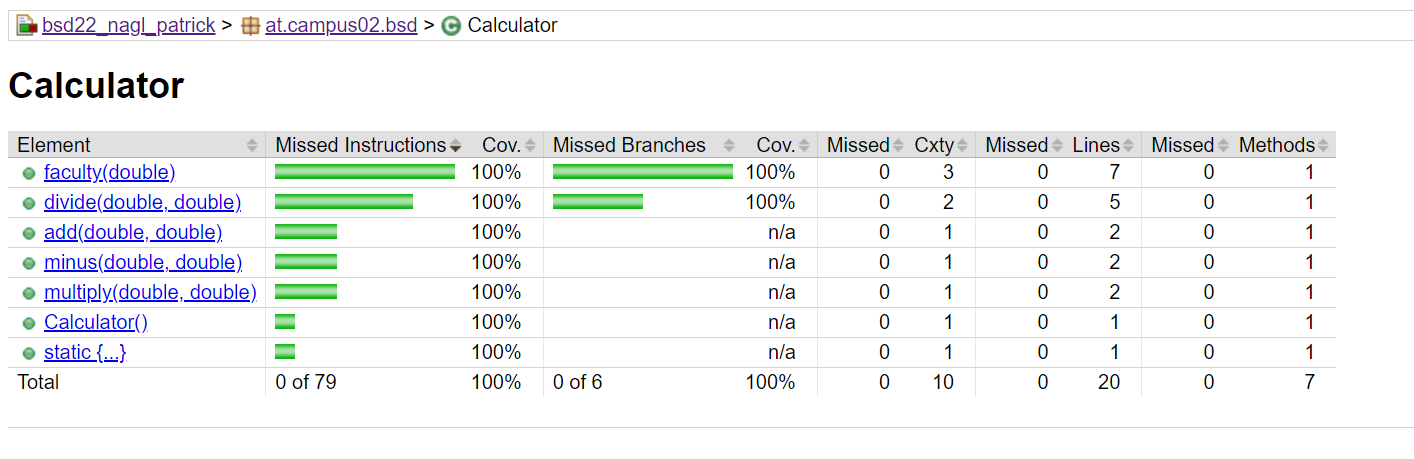 bsd22_nagl_patrick > at.campus02.bsd > Calculator
Calculator
Element Missed Instructions Cov. Missed Branches Cov. Missed Cxty Missed Lines Missed Methods
faculty(double) 100% 100% 0 3 0 7 0 1
divide(double, double) 100% 100% 0 2 0 5 0 1
add(double, double) 100% n/a 0 1 0 2 0 1
minus(double, double) 100% n/a 0 1 0 2 0 1
multiply(double, double) 100% n/a 0 1 0 2 0 1
Calculator() 100% n/a 0 1 0 1 0 1
static {...} 100% n/a 0 1 0 1 0 1
Total 0 of 79 100% 0 of 6 100% 0 10 0 20 0 7